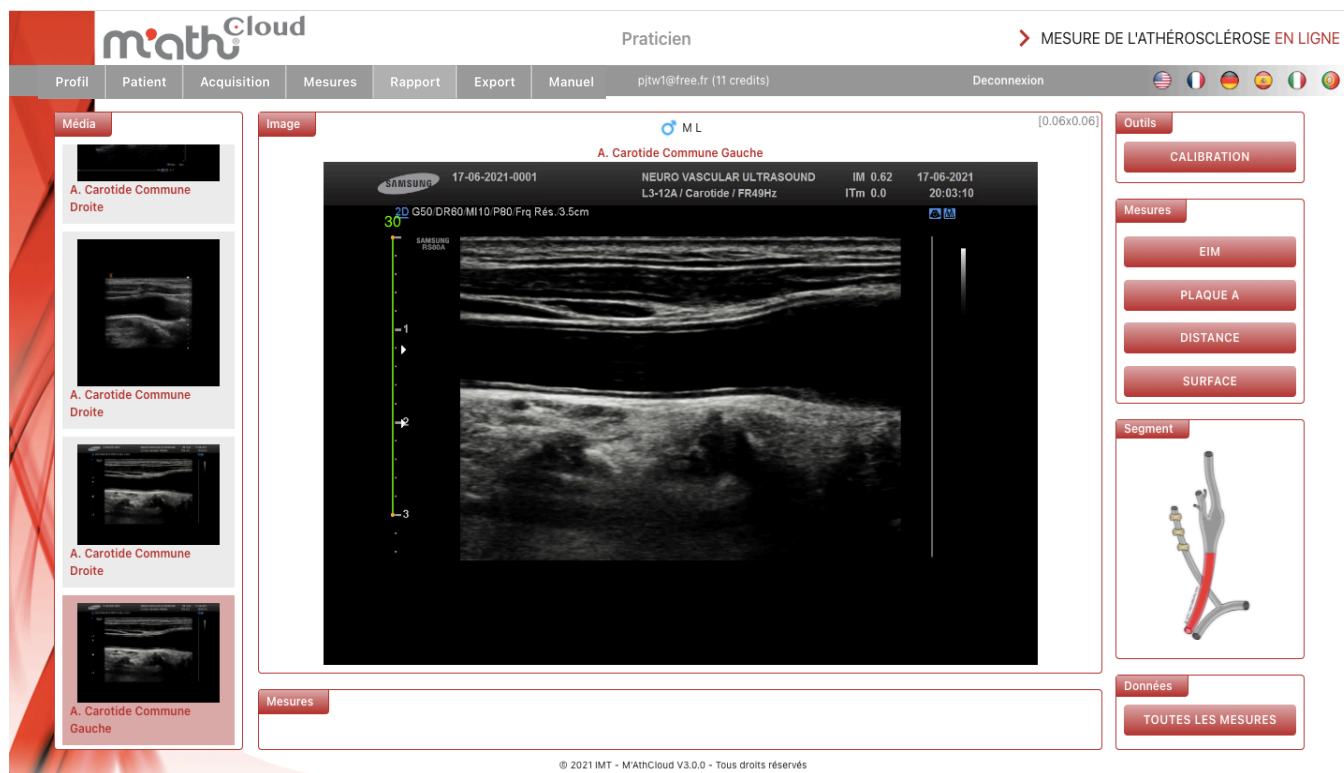 m'ath Cloud
Praticien
MESURE DE L'ATHÉROSCLÉROSE EN LIGNE
Profil
Patient
Acquisition
Mesures
Rapport
Export
Manuel
pjtw1@free.fr (11 credits)
Deconnexion
Média
A. Carotide Commune
Droite
A. Carotide Commune
Droite
A. Carotide Commune
Droite
A. Carotide Commune
Gauche
Image
M L
[0.06x0.06]
A. Carotide Commune Gauche
SAMSUNG
17-06-2021-0001
NEURO VASCULAR ULTRASOUND
IM 0.62
17-06-2021
L3-12A / Carotide / FR49Hz
ITm 0.0
20:03:10
2D G50/DR60/MI10/P80/Frq Rés./3.5cm
30
SAMSUNG
RS80A
1
2
3
Mesures
Outils
CALIBRATION
Mesures
EIM
PLAQUE A
DISTANCE
SURFACE
Segment
Données
TOUTES LES MESURES
© 2021 IMT - M'AthCloud V3.0.0 - Tous droits réservés